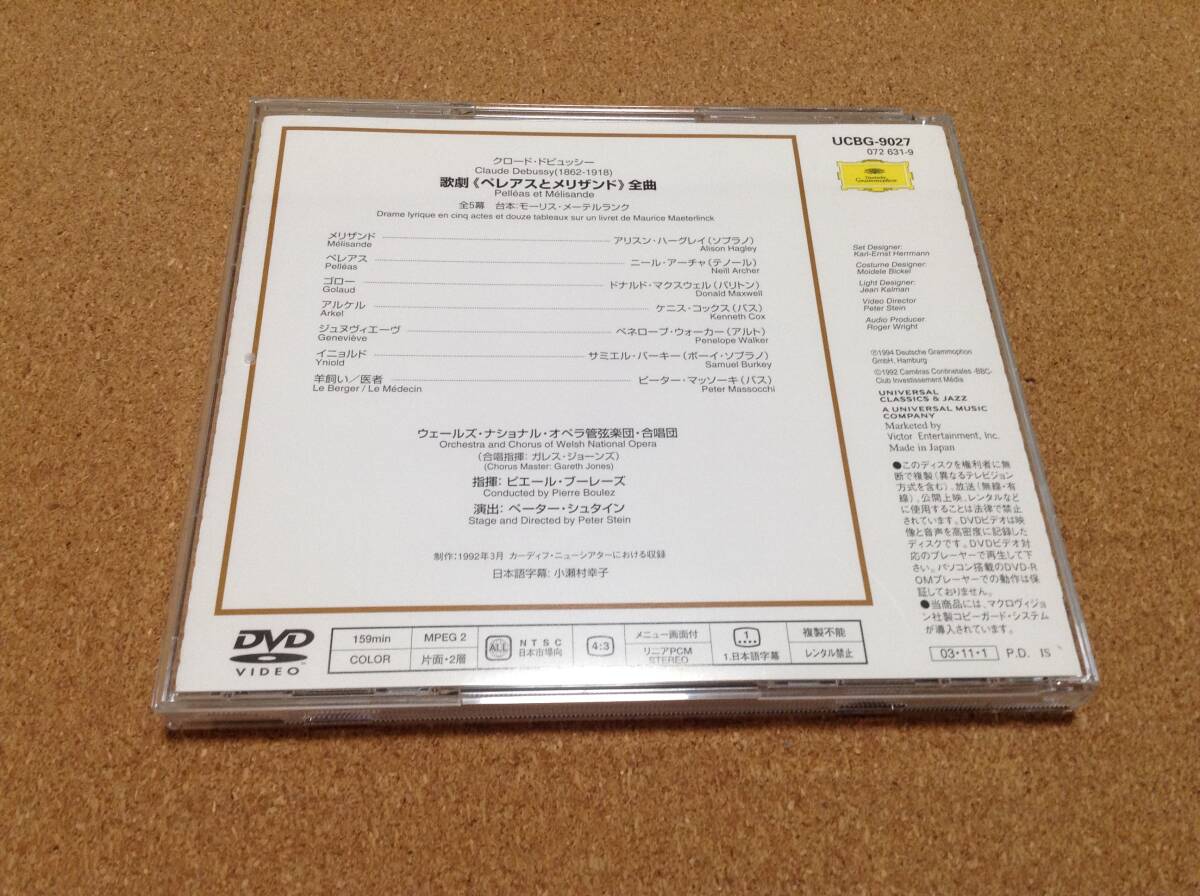 クロード・ドビュッシー
Claude Debussy(1862-1918)
歌劇《ペレアスとメリザンド》全曲
Pelléas et Mélisande
全5幕 台本:モーリス・メーテルランク
Drame lyrique en cinq actes et douze tableaux sur un livret de Maurice Maeterlinck
メリザンド アリスン・ハーグレイ(ソプラノ)
Mélisande Alison Hagley
ペレアス ニール・アーチャ(テノール)
Pelléas Neill Archer
ゴロー ドナルド・マクスウェル(バリトン)
Golaud Donald Maxwell
アルケル ケニス・コックス(バス)
Arkel Kenneth Cox
ジュヌヴィエーヴ ペネロープ・ウォーカー(アルト)
Geneviève Penelope Walker
イニョルド サミエル・バーキー(ボーイ・ソプラノ)
Yniold Samuel Burkey
羊飼い/医者 ピーター・マッソーキ(バス)
Le Berger / Le Médecin Peter Massocchi
ウェールズ・ナショナル・オペラ管弦楽団・合唱団
Orchestra and Chorus of Welsh National Opera
(合唱指揮: ガレス・ジョーンズ)
(Chorus Master: Gareth Jones)
指揮: ピエール・ブーレーズ
Conducted by Pierre Boulez
演出: ペーター・シュタイン
Stage and Directed by Peter Stein
制作:1992年3月 カーディフ・ニューシアターにおける収録
日本語字幕: 小瀬村幸子
UCBG-9027
072 631-9
Deutsche
Grammophon
Set Designer:
Karl-Ernst Herrmann
Costume Designer:
Moidele Bickel
Light Designer:
Jean Kalman
Video Director
Peter Stein
Audio Producer:
Roger Wright
℗1994 Deutsche Grammophon
GmbH, Hamburg
©1992 Caméras Continetales -BBC-
Club Investissement Média
UNIVERSAL
CLASSICS & JAZZ
A UNIVERSAL MUSIC
COMPANY
Marketed by
Victor Entertainment, Inc.
Made in Japan
●このディスクを権利者に無
断で複製(異なるテレビジョン
方式を含む)、放送(無線・有
線)、公開上映、レンタルなど
に使用することは法律で禁止
されています。DVDビデオは映
像と音声を高密度に記録した
ディスクです。DVDビデオ対
応のプレーヤーで再生して下
さい。パソコン搭載のDVD-R
OMプレーヤーでの動作は保
証しておりません。
●当商品には、マクロヴィジョ
ン社製コピーガード・システム
が導入されています。
03・11・1 P.D. IS
DVD
VIDEO
159min MPEG 2 ALL NTSC 日本市場向 4:3 メニュー画面付 1 複製不能
COLOR 片面・2層 リニアPCM STEREO 1.日本語字幕 レンタル禁止